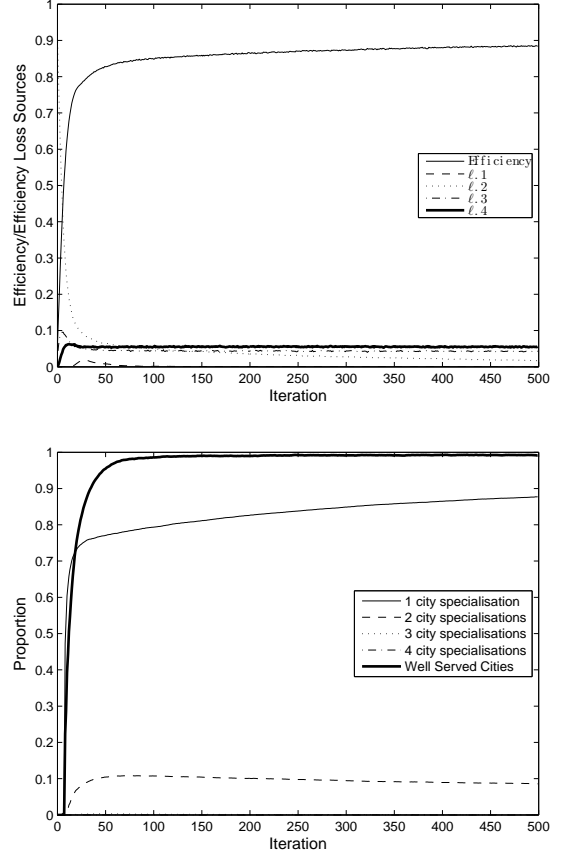 1
0.9
0.8
0.7
0.6
0.5
0.4
0.3
0.2
0.1
0
Efficiency/Efficiency Loss Sources
Efficiency
ℓ.1
ℓ.2
ℓ.3
ℓ.4
0 50 100 150 200 250 300 350 400 450 500
Iteration
1
0.9
0.8
0.7
0.6
0.5
0.4
0.3
0.2
0.1
0
Proportion
1 city specialisation
2 city specialisations
3 city specialisations
4 city specialisations
Well Served Cities
0 50 100 150 200 250 300 350 400 450 500
Iteration